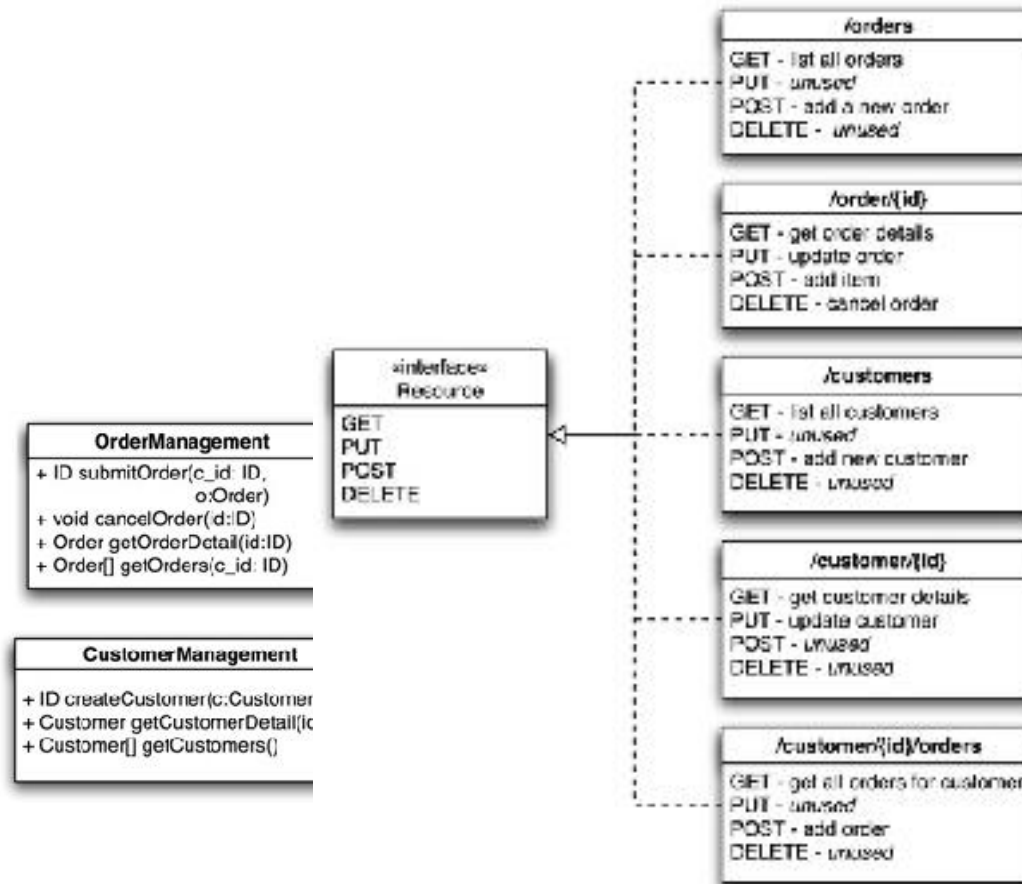 OrderManagement
+ ID submitOrder(c_id: ID,
o:Order)
+ void cancelOrder(id:ID)
+ Order getOrderDetail(id:ID)
+ Order[] getOrders(c_id: ID)
CustomerManagement
+ ID createCustomer(c:Customer
+ Customer getCustomerDetail(id
+ Customer[] getCustomers()
«interface»
Resource
GET
PUT
POST
DELETE
/orders
GET - list all orders
PUT - unused
POST - add a new order
DELETE - unused
/order/{id}
GET - get order details
PUT - update order
POST - add item
DELETE - cancel order
/customers
GET - list all customers
PUT - unused
POST - add new customer
DELETE - unused
/customer/{id}
GET - get customer details
PUT - update customer
POST - unused
DELETE - unused
/customer/{id}/orders
GET - get all orders for customer
PUT - unused
POST - add order
DELETE - unused